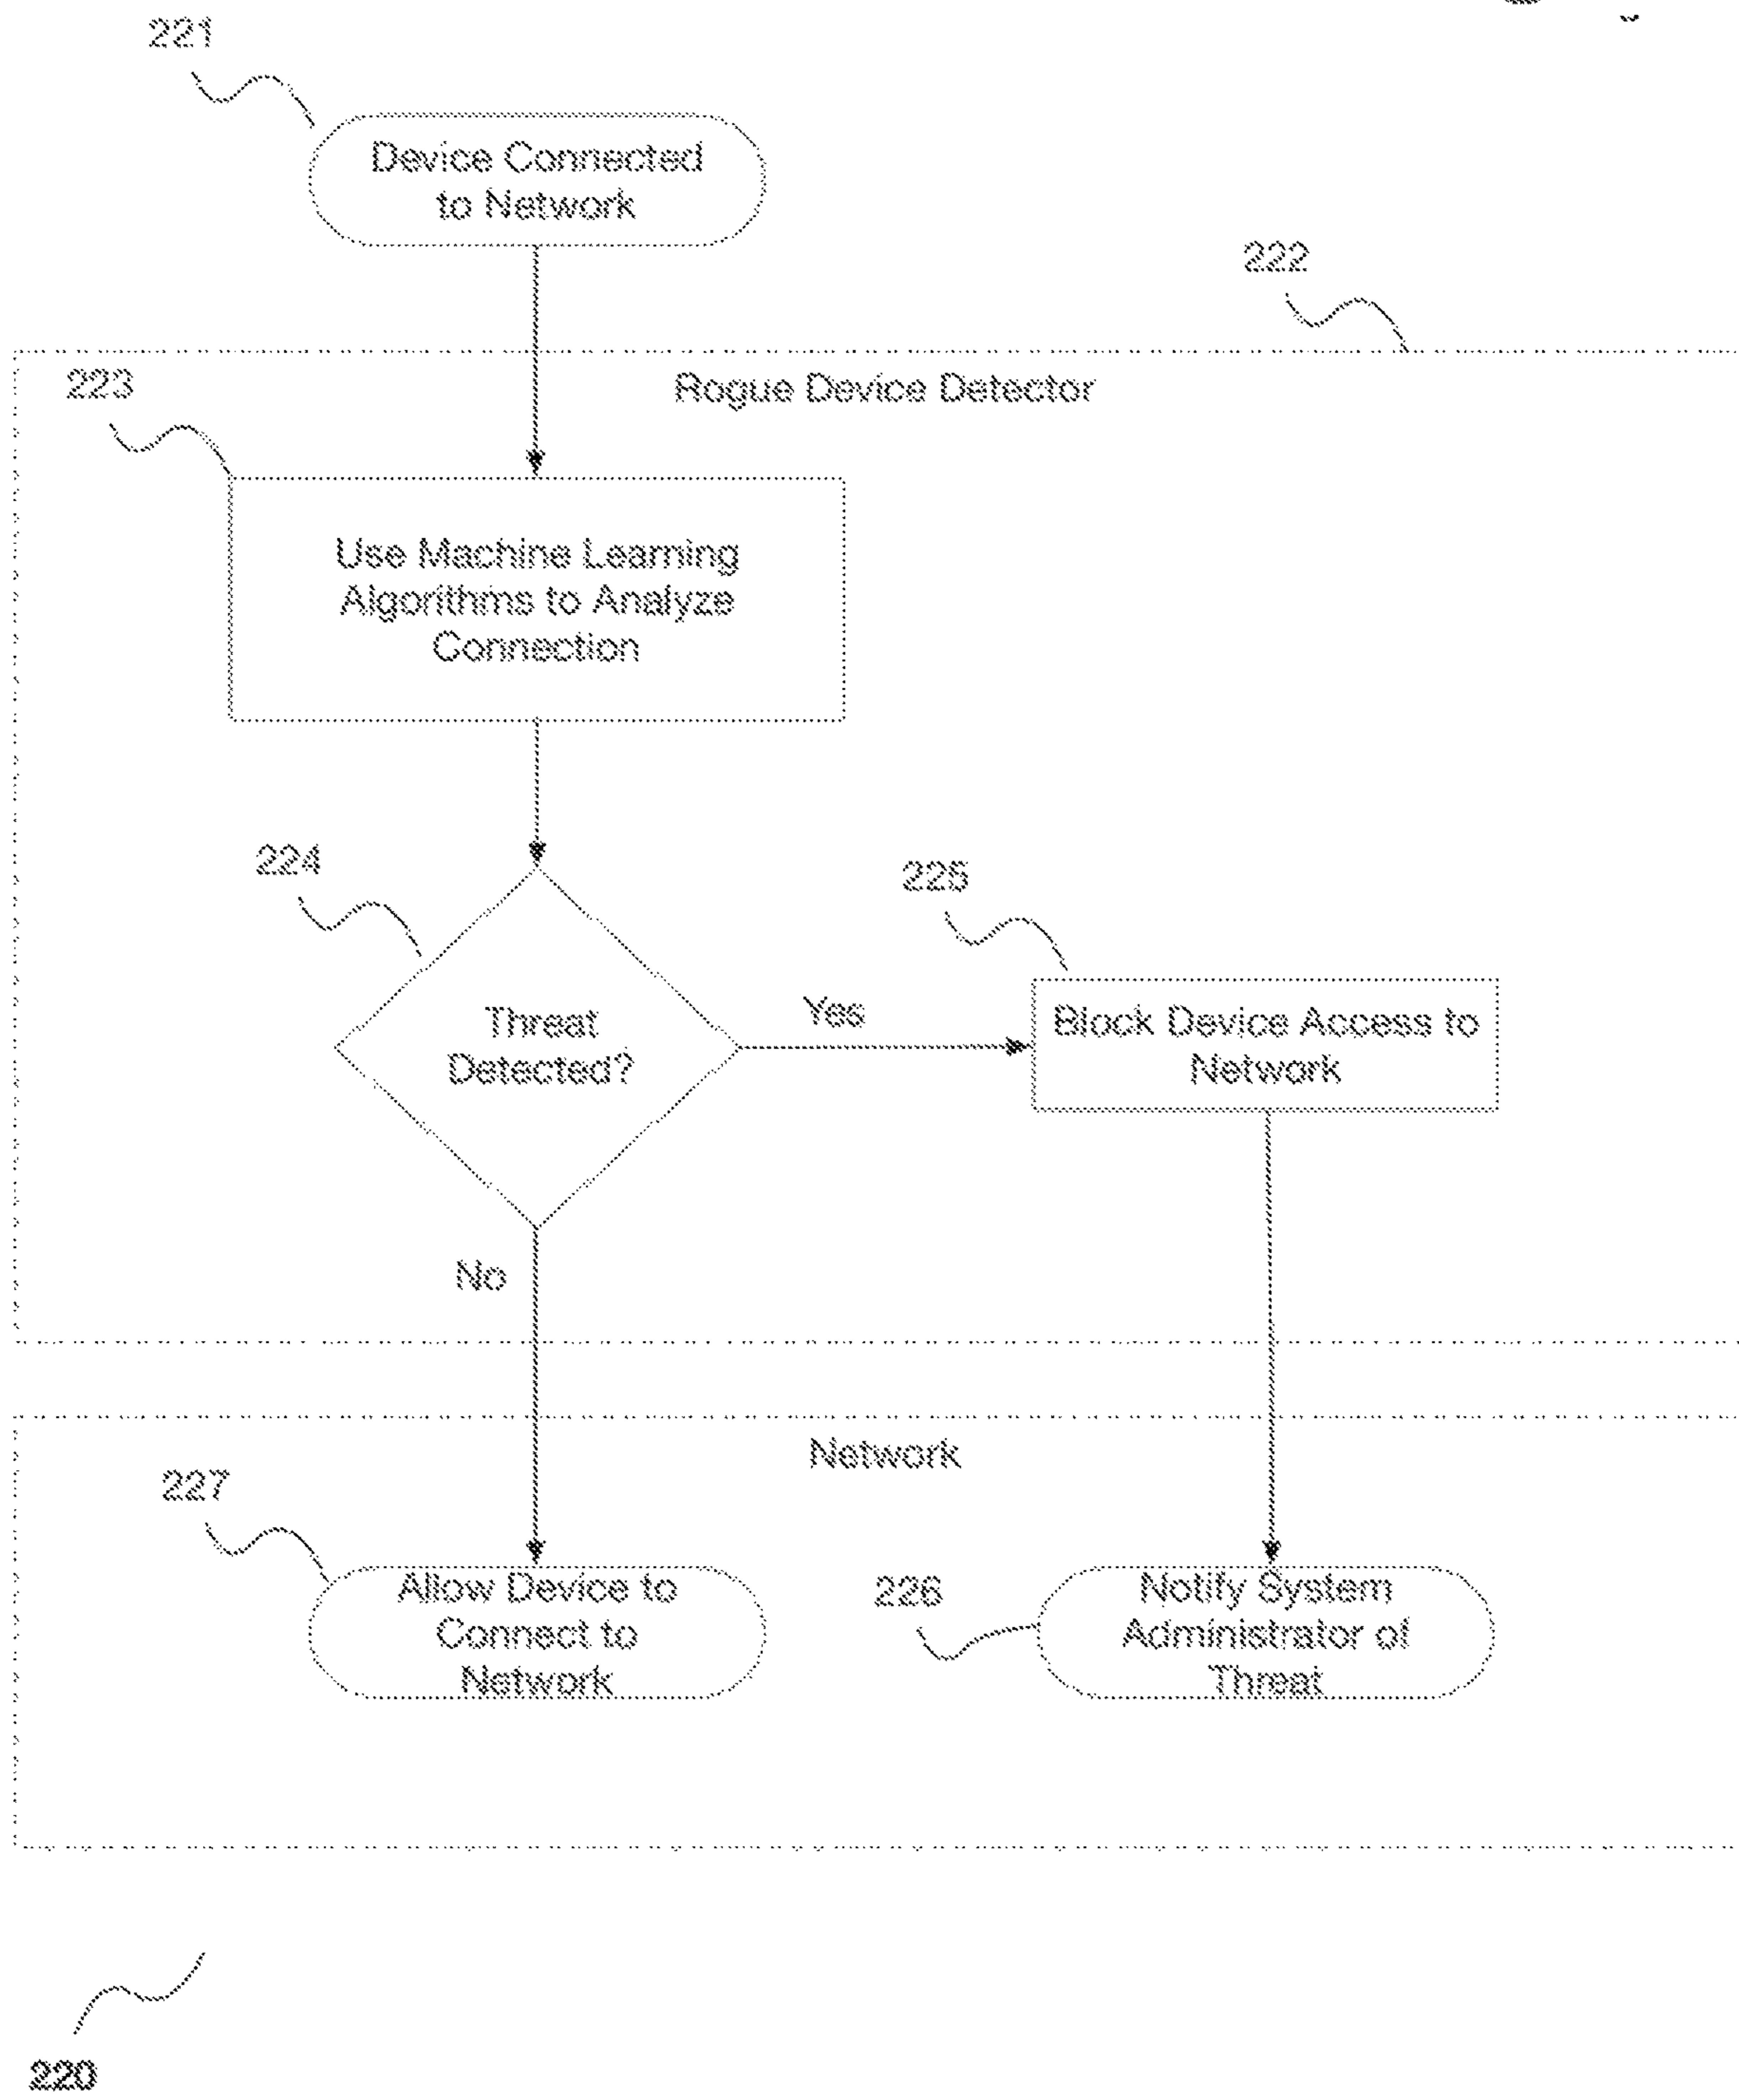 221
Device Connected
to Network
222
223
Rogue Device Detector
Use Machine Learning
Algorithms to Analyze
Connection
224
225
Threat
Detected?
Yes
Block Device Access to
Network
No
Network
227
Allow Device to
Connect to
Network
226
Notify System
Administrator of
Threat
220